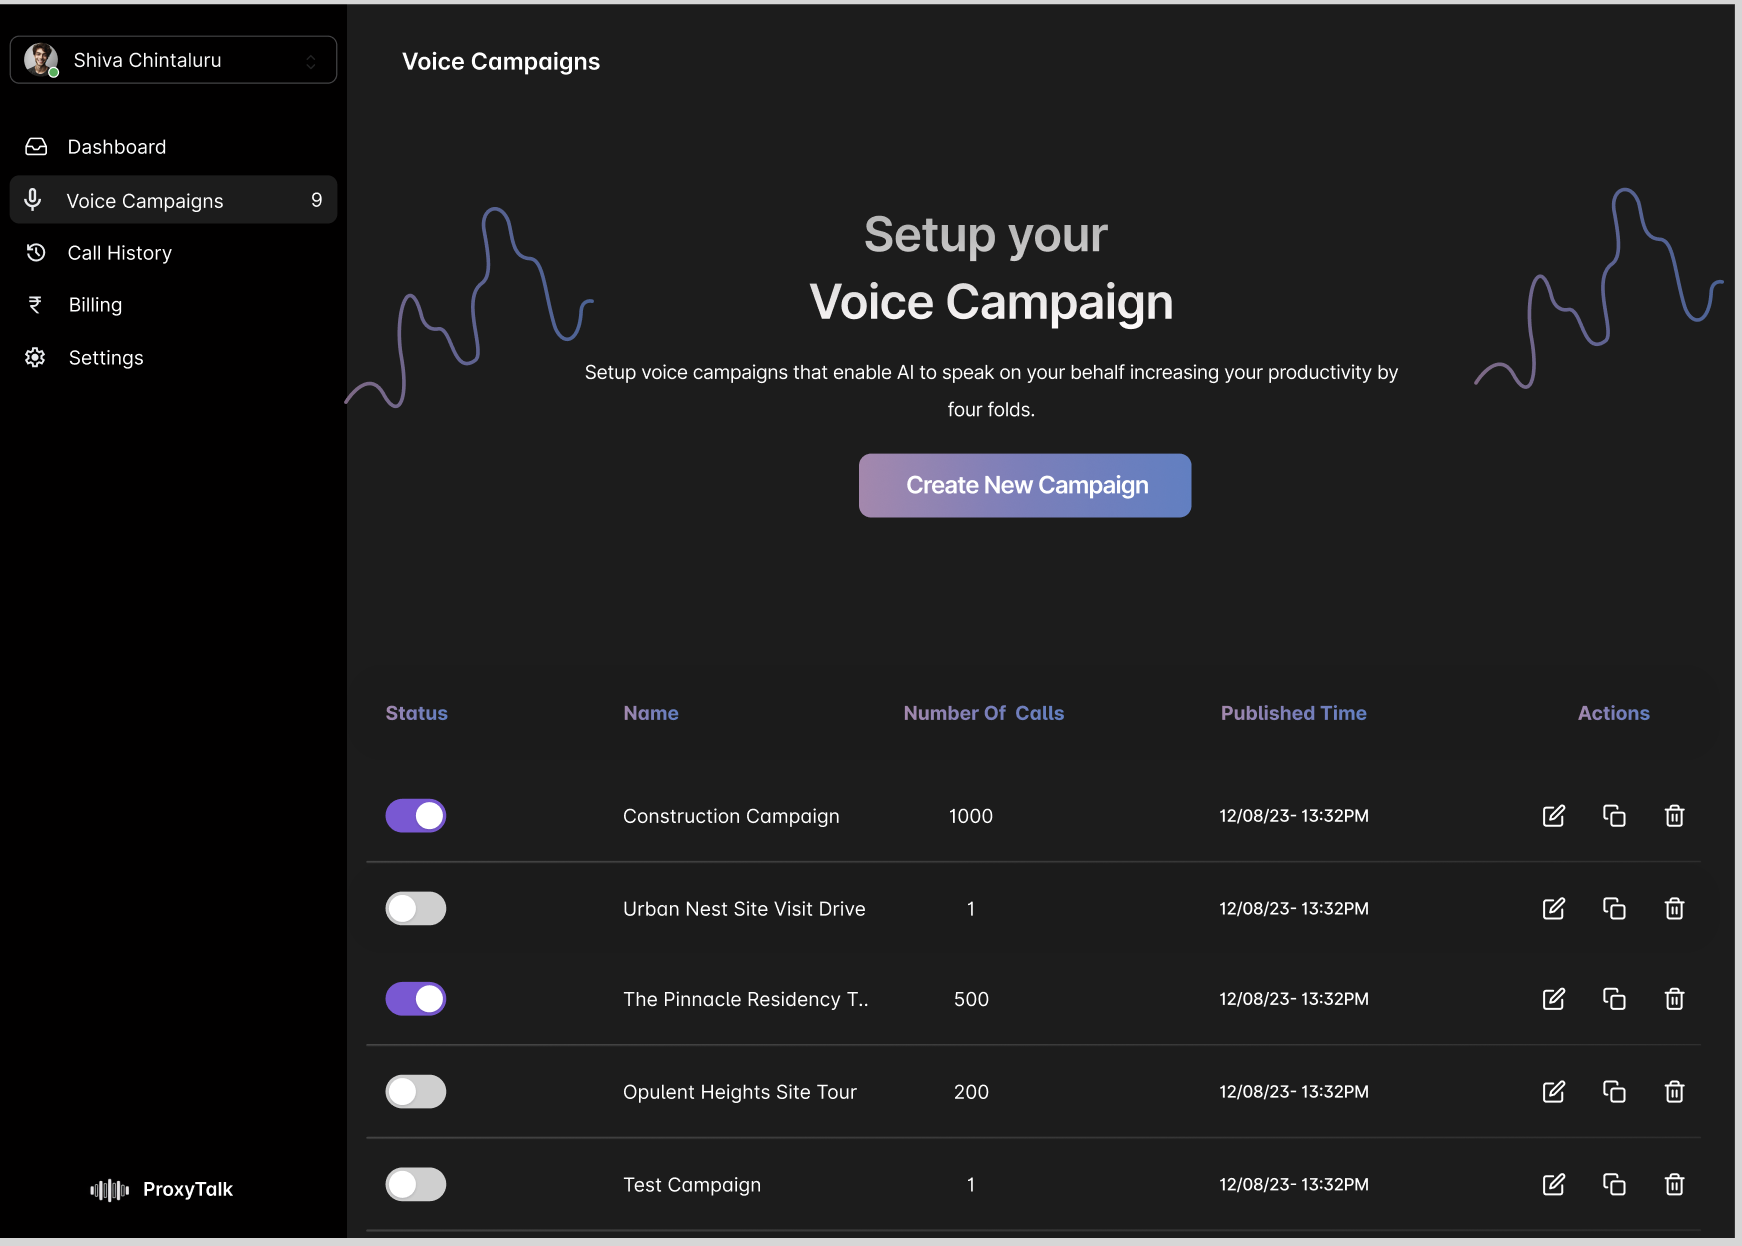 Shiva Chintaluru
Dashboard
Voice Campaigns 9
Call History
₹ Billing
Settings
ProxyTalk
Voice Campaigns
Setup your
Voice Campaign
Setup voice campaigns that enable AI to speak on your behalf increasing your productivity by
four folds.
Create New Campaign
Status Name Number Of Calls Published Time Actions
Construction Campaign 1000 12/08/23- 13:32PM
Urban Nest Site Visit Drive 1 12/08/23- 13:32PM
The Pinnacle Residency T.. 500 12/08/23- 13:32PM
Opulent Heights Site Tour 200 12/08/23- 13:32PM
Test Campaign 1 12/08/23- 13:32PM